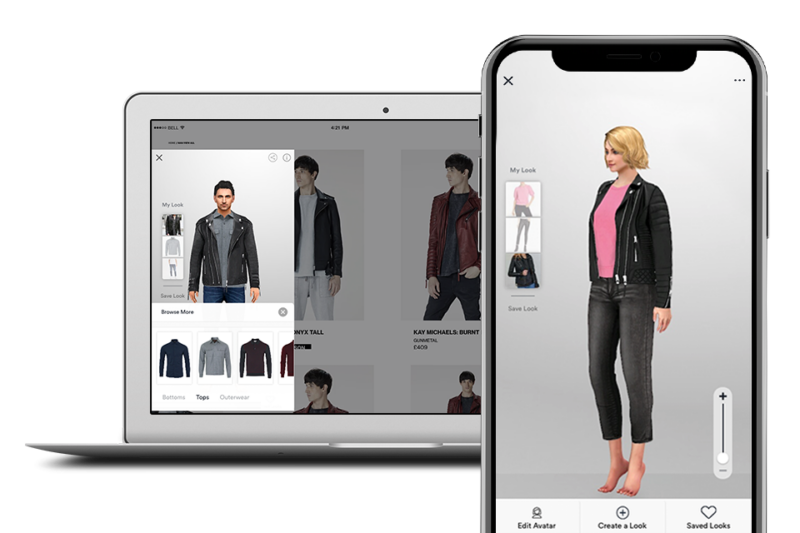 BELL
4:21 PM
My Look
Save Look
Browse More
Bottoms Tops Outerwear
ONYX TALL
KAY MICHAELS: BURNT
GUNMETAL
£409
My Look
Save Look
Edit Avatar
Create a Look
Saved Looks